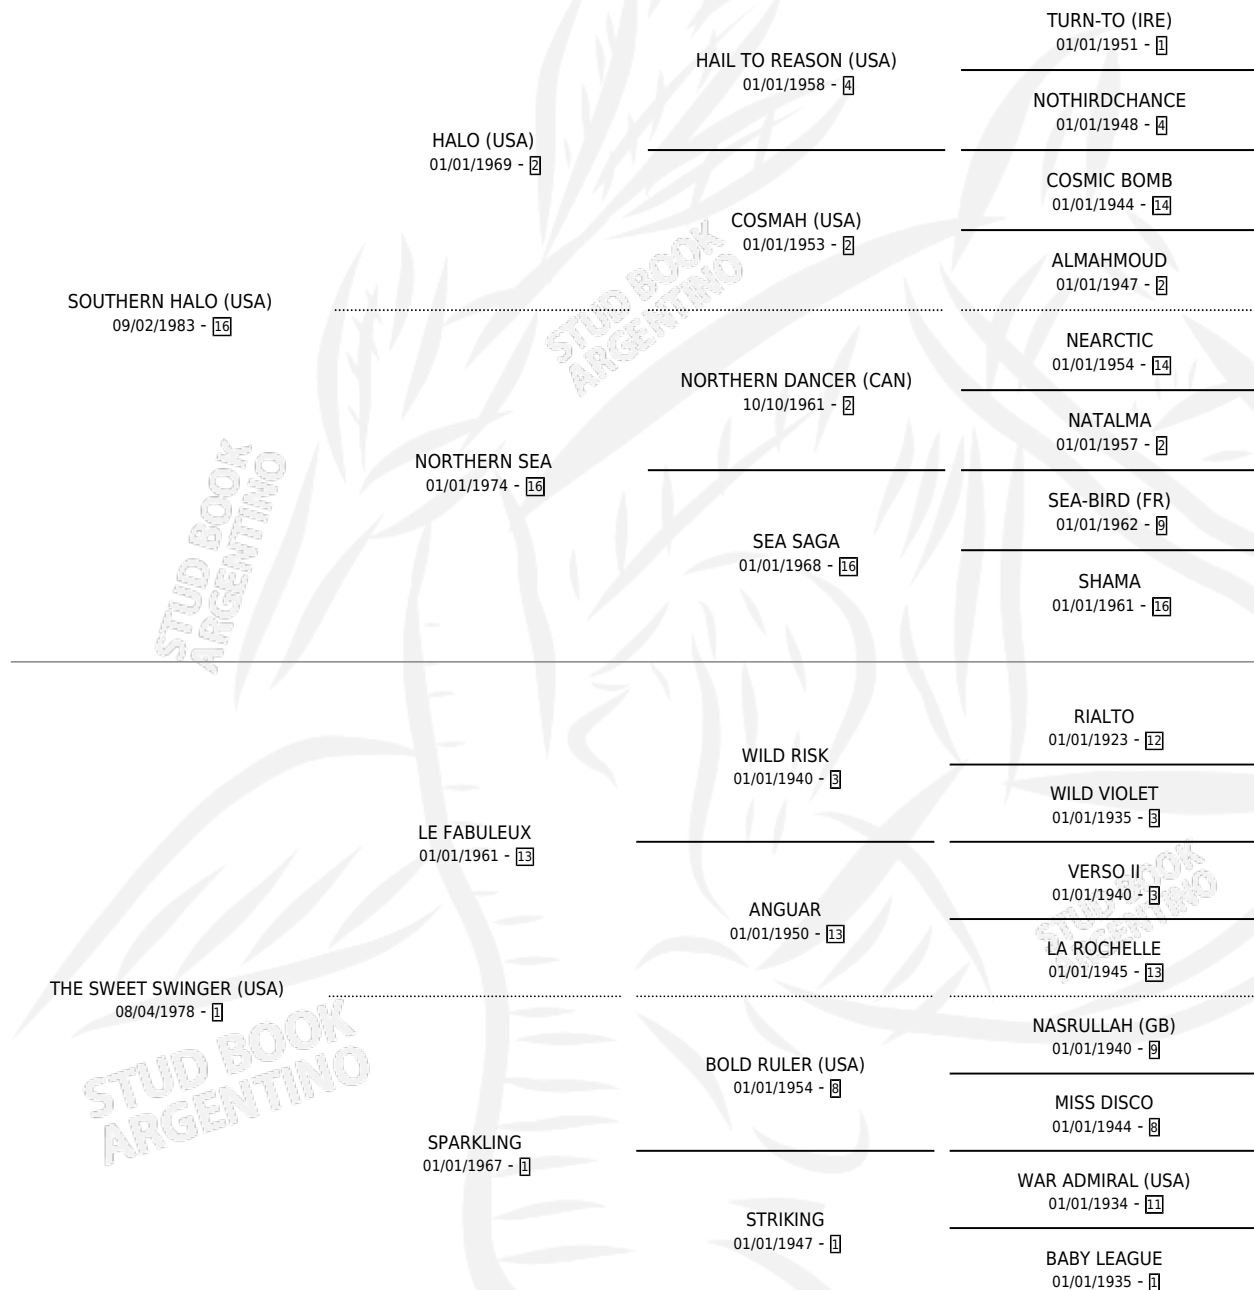 TURN-TO (IRE)
01/01/1951 - 1
HAIL TO REASON (USA)
01/01/1958 - 4
NOTHIRDCHANCE
01/01/1948 - 4
HALO (USA)
01/01/1969 - 2
COSMIC BOMB
01/01/1944 - 14
COSMAH (USA)
01/01/1953 - 2
ALMAHMOUD
01/01/1947 - 2
SOUTHERN HALO (USA)
09/02/1983 - 16
NEARCTIC
01/01/1954 - 14
NORTHERN DANCER (CAN)
10/10/1961 - 2
NATALMA
01/01/1957 - 2
NORTHERN SEA
01/01/1974 - 16
SEA-BIRD (FR)
01/01/1962 - 9
SEA SAGA
01/01/1968 - 16
SHAMA
01/01/1961 - 16
RIALTO
01/01/1923 - 12
WILD RISK
01/01/1940 - 3
WILD VIOLET
01/01/1935 - 3
LE FABULEUX
01/01/1961 - 13
VERSO II
01/01/1940 - 3
ANGUAR
01/01/1950 - 13
LA ROCHELLE
01/01/1945 - 13
THE SWEET SWINGER (USA)
08/04/1978 - 1
NASRULLAH (GB)
01/01/1940 - 9
BOLD RULER (USA)
01/01/1954 - 8
MISS DISCO
01/01/1944 - 8
SPARKLING
01/01/1967 - 1
WAR ADMIRAL (USA)
01/01/1934 - 11
STRIKING
01/01/1947 - 1
BABY LEAGUE
01/01/1935 - 1
STUD BOOK
ARGENTINO
STUD BOOK
ARGENTINO
STUD BOOK
ARGENTINO
STUD BOOK
ARGENTINO